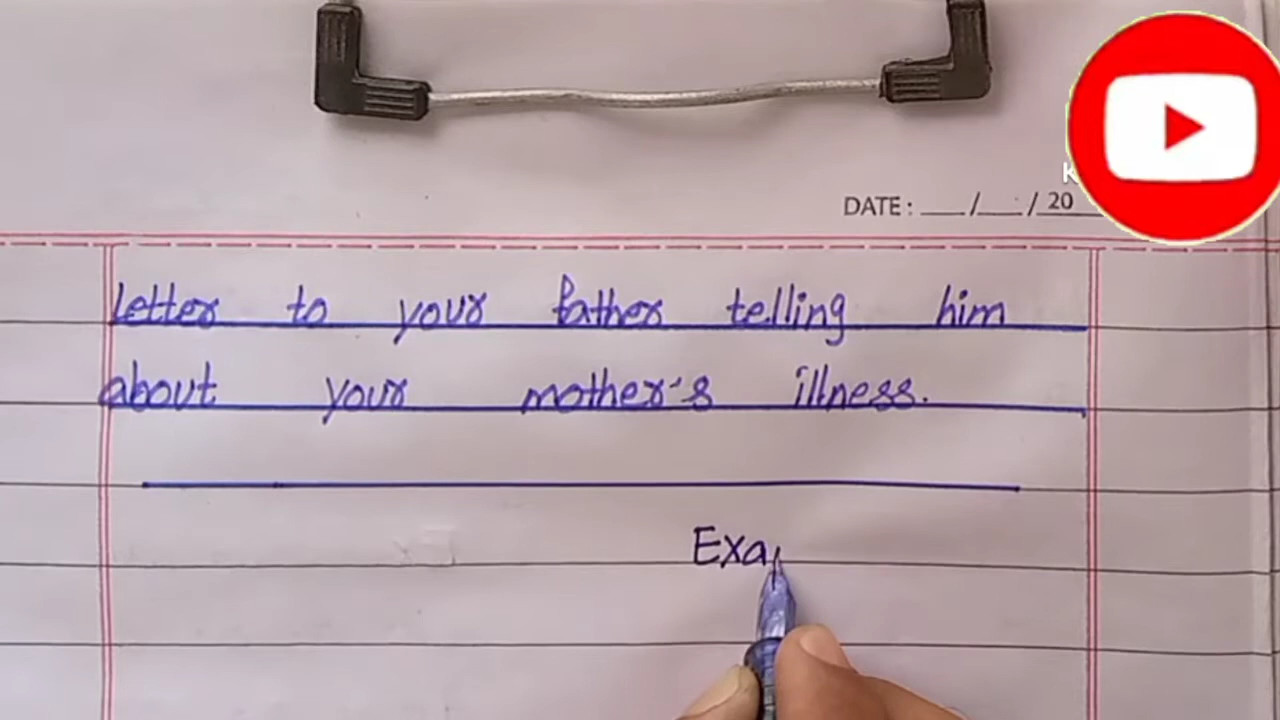 DATE : ___/___/ 20
letter to your father telling him
about your mother's illness.
Exa